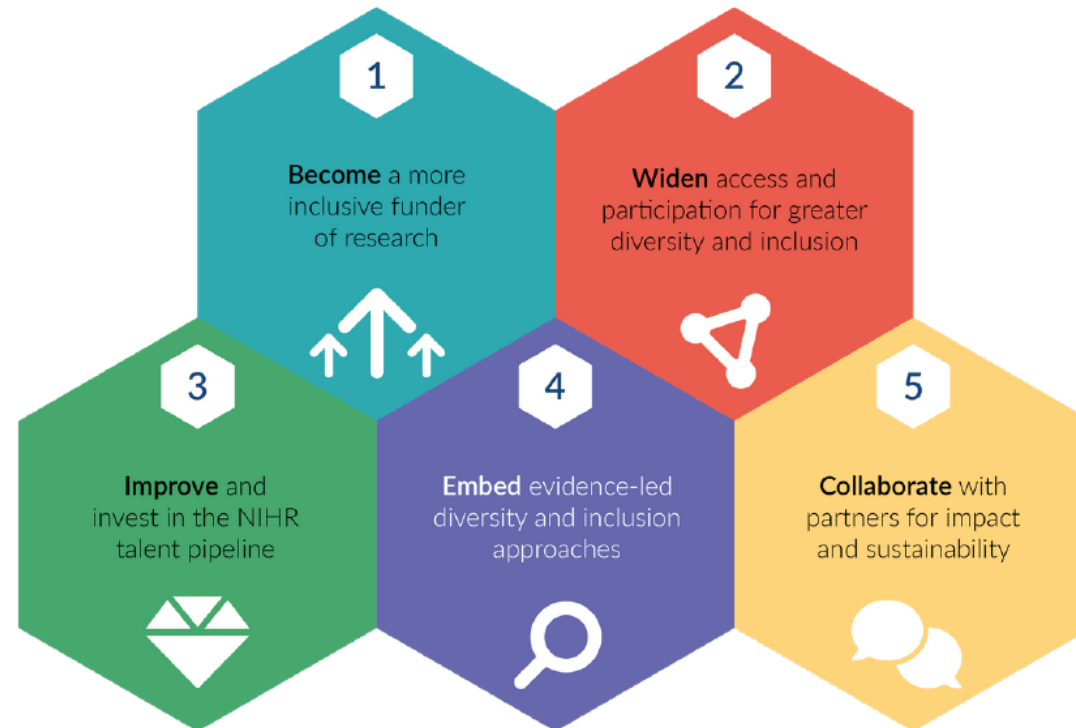 1
Become a more
inclusive funder
of research
2
Widen access and
participation for greater
diversity and inclusion
3
Improve and
invest in the NIHR
talent pipeline
4
Embed evidence-led
diversity and inclusion
approaches
5
Collaborate with
partners for impact
and sustainability